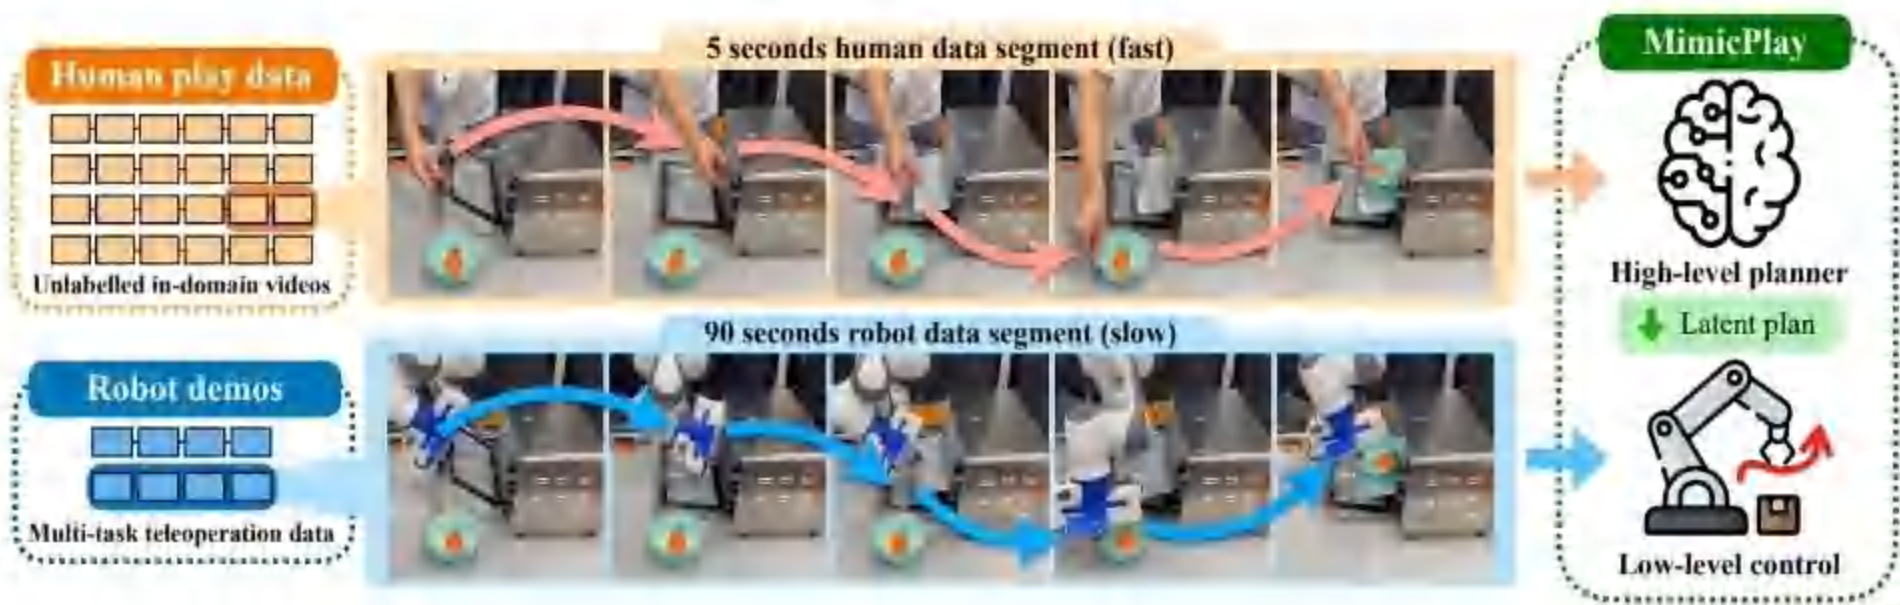 Human play data
Unlabelled in-domain videos
5 seconds human data segment (fast)
90 seconds robot data segment (slow)
Robot demos
Multi-task teleoperation data
MimicPlay
High-level planner
Latent plan
Low-level control